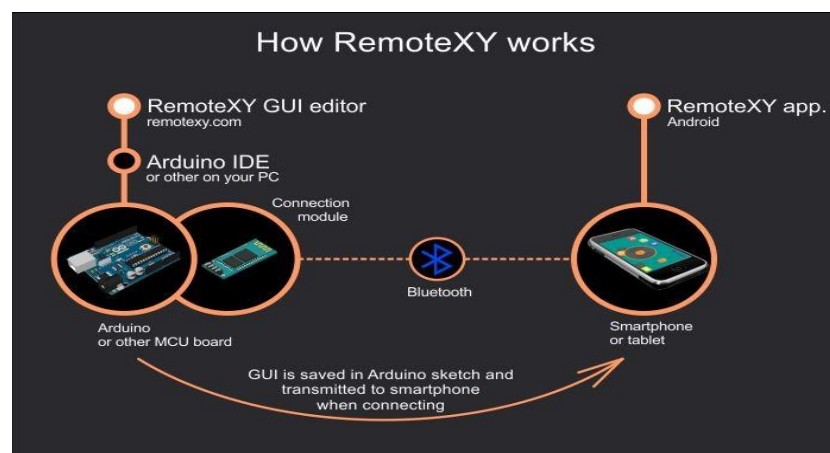 How RemoteXY works
RemoteXY GUI editor
remotexy.com
RemoteXY app.
Android
Arduino IDE
or other on your PC
Connection
module
Bluetooth
Arduino
or other MCU board
Smartphone
or tablet
GUI is saved in Arduino sketch and
transmitted to smartphone
when connecting